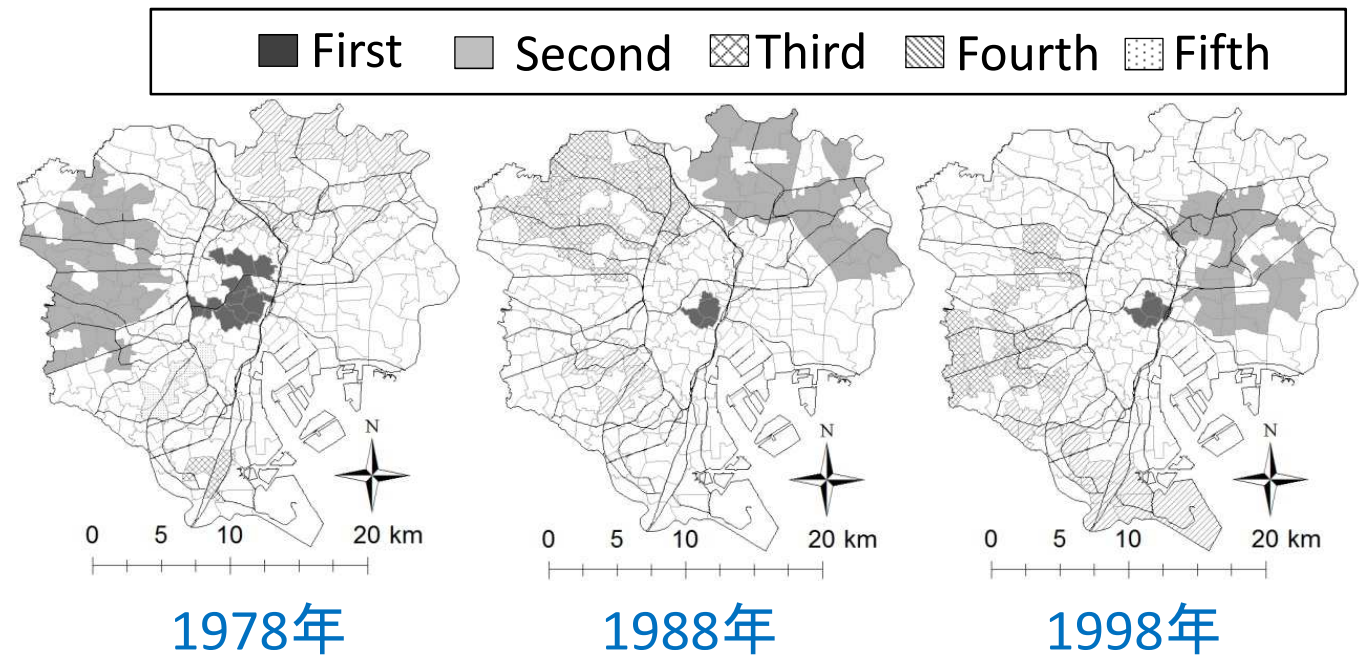 First Second Third Fourth Fifth
N N N
0 5 10 20 km 0 5 10 20 km 0 5 10 20 km
1978年 1988年 1998年